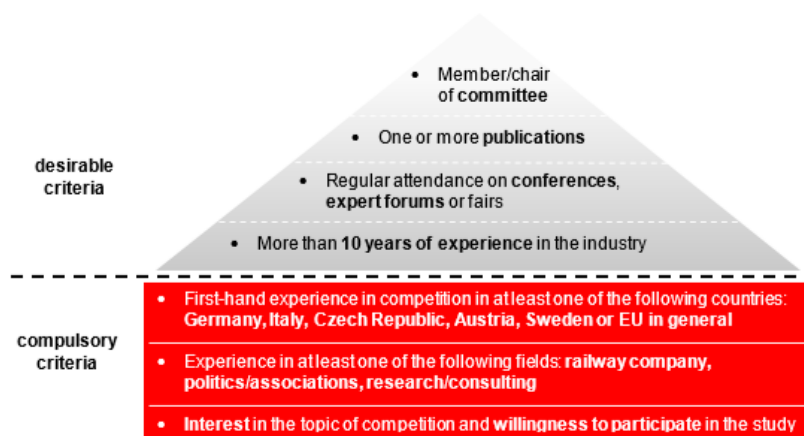 • Member/chair
of committee
• One or more publications
desirable
criteria
• Regular attendance on conferences,
expert forums or fairs
• More than 10 years of experience in the industry
• First-hand experience in competition in at least one of the following countries:
Germany, Italy, Czech Republic, Austria, Sweden or EU in general
compulsory
criteria
• Experience in at least one of the following fields: railway company,
politics/associations, research/consulting
• Interest in the topic of competition and willingness to participate in the study